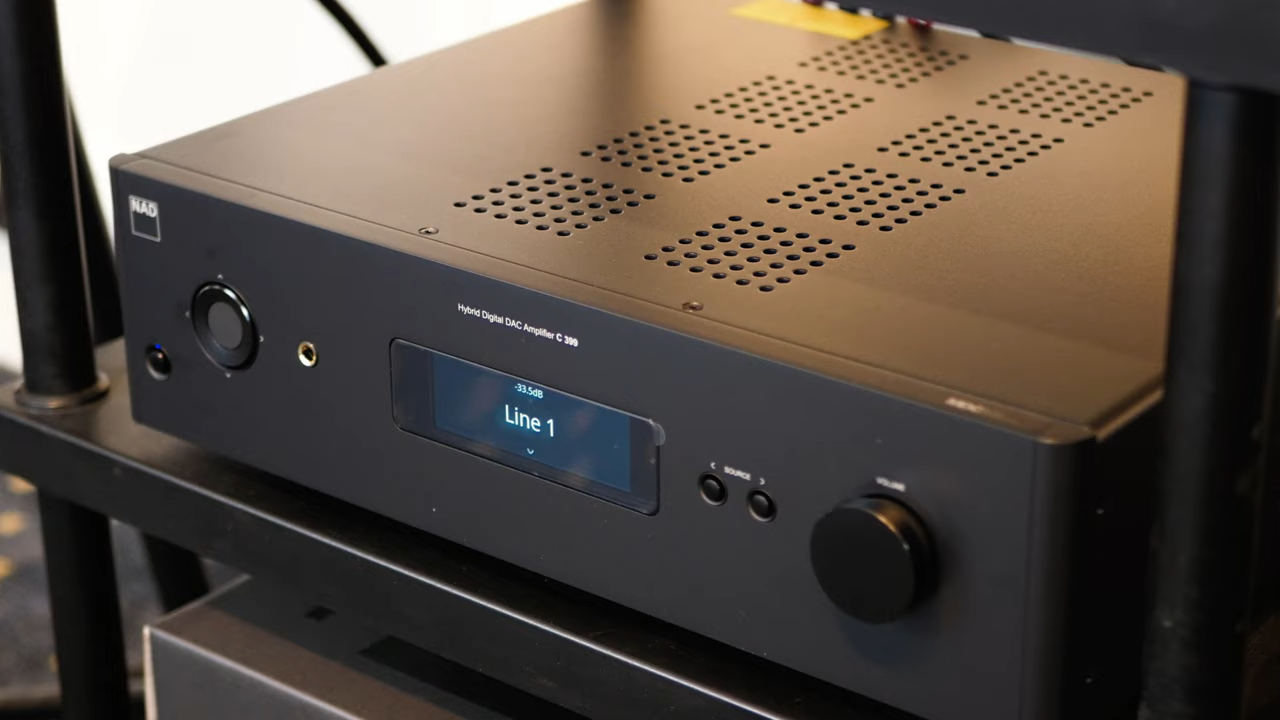 NAD
Hybrid Digital DAC Amplifier C 399
-33.5dB
Line 1
SOURCE
VOLUME